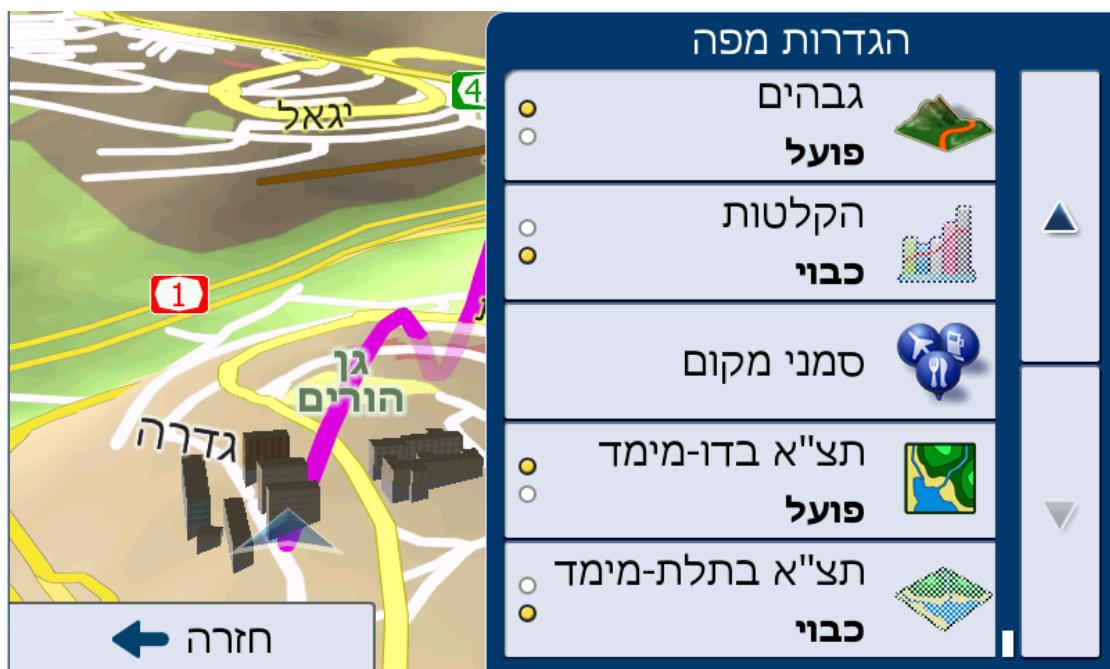 הגדרות מפה
גבהים
פועל
הקלטות
כבוי
סמני מקום
תצ"א בדו-מימד
פועל
תצ"א בתלת-מימד
כבוי
יגאל
4
1
גן
הורים
גדרה
חזרה